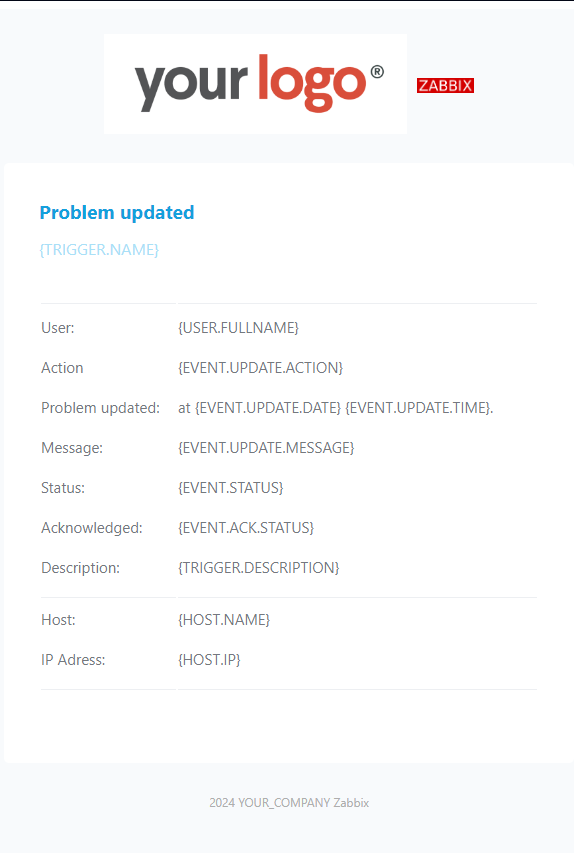 your logo® ZABBIX
Problem updated
{TRIGGER.NAME}
User: {USER.FULLNAME}
Action {EVENT.UPDATE.ACTION}
Problem updated: at {EVENT.UPDATE.DATE} {EVENT.UPDATE.TIME}.
Message: {EVENT.UPDATE.MESSAGE}
Status: {EVENT.STATUS}
Acknowledged: {EVENT.ACK.STATUS}
Description: {TRIGGER.DESCRIPTION}
Host: {HOST.NAME}
IP Adress: {HOST.IP}
2024 YOUR_COMPANY Zabbix